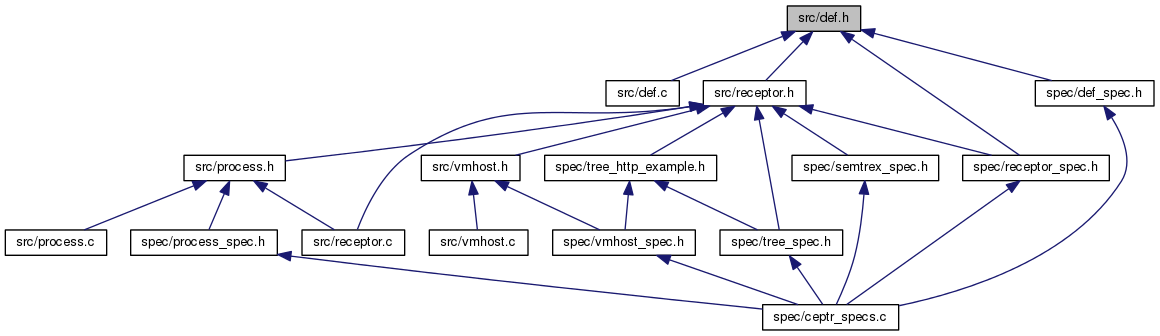 src/def.h
src/def.c
src/receptor.h
spec/def_spec.h
src/process.h
src/vmhost.h
spec/tree_http_example.h
spec/semtrex_spec.h
spec/receptor_spec.h
src/process.c
spec/process_spec.h
src/receptor.c
src/vmhost.c
spec/vmhost_spec.h
spec/tree_spec.h
spec/ceptr_specs.c